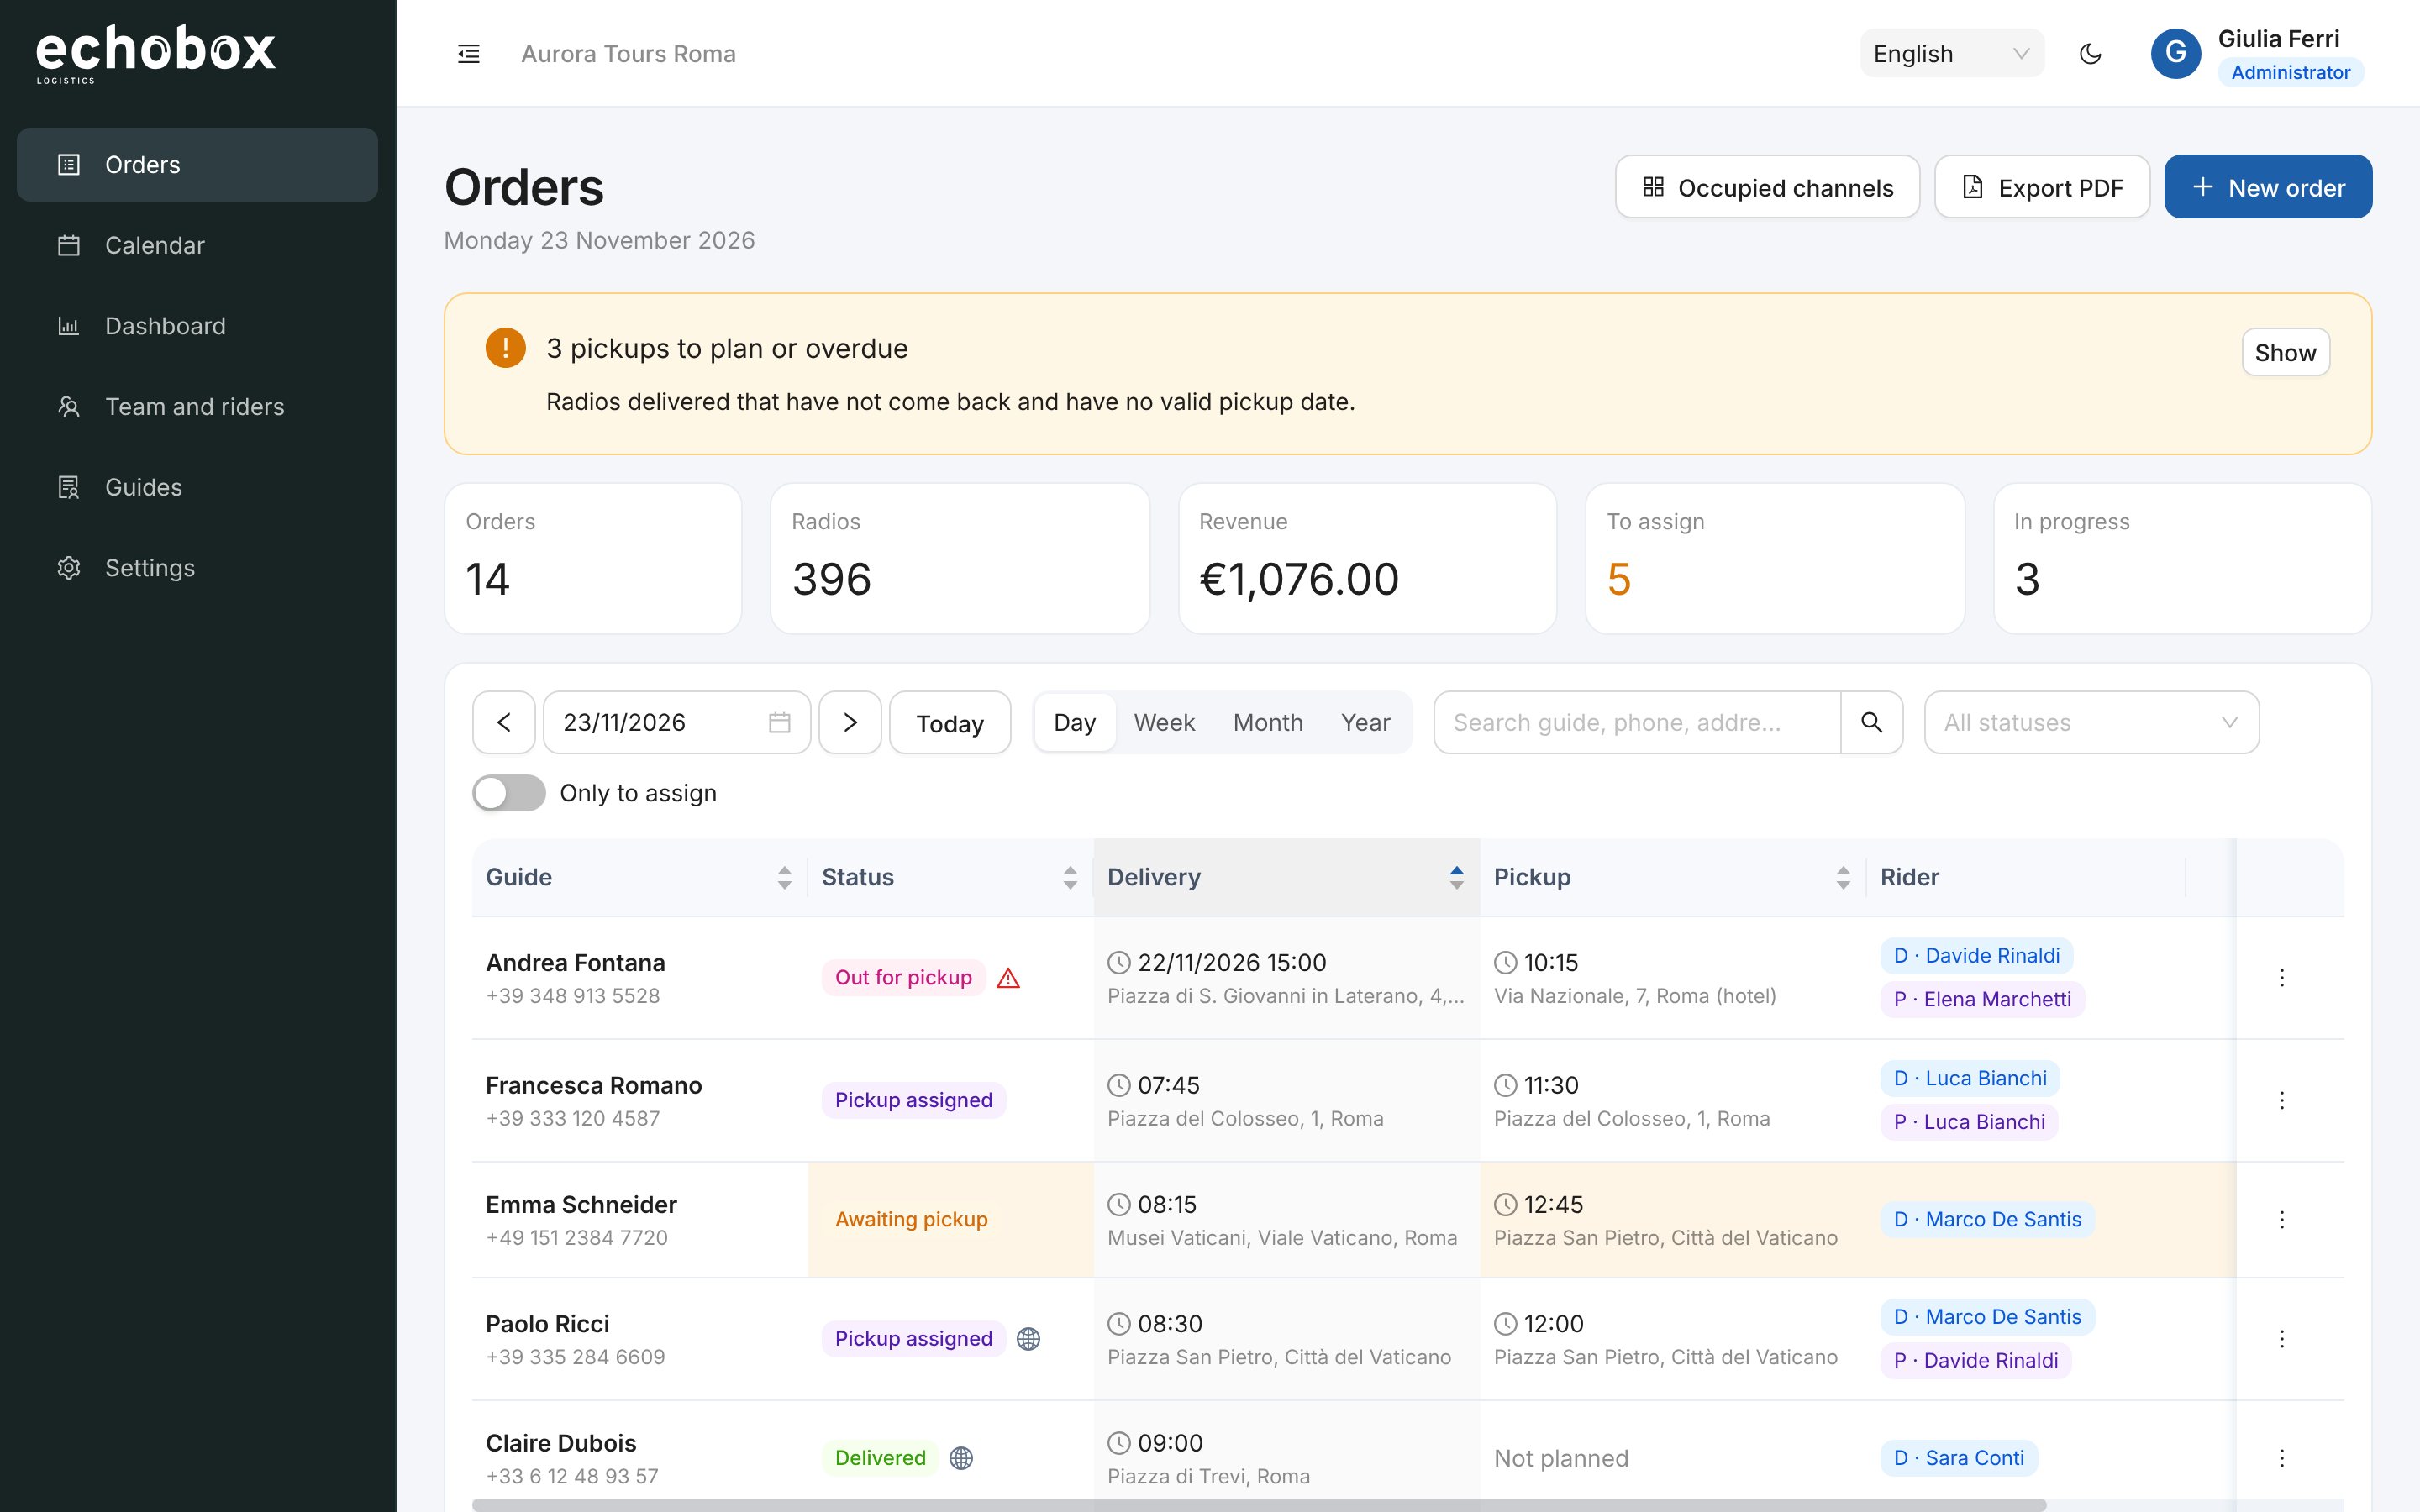 echobox
LOGISTICS
Aurora Tours Roma
English
G
Giulia Ferri
Administrator
Orders
Calendar
Dashboard
Team and riders
Guides
Settings
Orders
Monday 23 November 2026
Occupied channels
Export PDF
New order
3 pickups to plan or overdue
Radios delivered that have not come back and have no valid pickup date.
Show
Orders
14
Radios
396
Revenue
€1,076.00
To assign
5
In progress
3
23/11/2026
Today
Day
Week
Month
Year
Search guide, phone, addre...
All statuses
Only to assign
Guide
Status
Delivery
Pickup
Rider
Andrea Fontana
+39 348 913 5528
Out for pickup
22/11/2026 15:00
Piazza di S. Giovanni in Laterano, 4,...
10:15
Via Nazionale, 7, Roma (hotel)
D · Davide Rinaldi
P · Elena Marchetti
Francesca Romano
+39 333 120 4587
Pickup assigned
07:45
Piazza del Colosseo, 1, Roma
11:30
Piazza del Colosseo, 1, Roma
D · Luca Bianchi
P · Luca Bianchi
Emma Schneider
+49 151 2384 7720
Awaiting pickup
08:15
Musei Vaticani, Viale Vaticano, Roma
12:45
Piazza San Pietro, Città del Vaticano
D · Marco De Santis
Paolo Ricci
+39 335 284 6609
Pickup assigned
08:30
Piazza San Pietro, Città del Vaticano
12:00
Piazza San Pietro, Città del Vaticano
D · Marco De Santis
P · Davide Rinaldi
Claire Dubois
+33 6 12 48 93 57
Delivered
09:00
Piazza di Trevi, Roma
Not planned
D · Sara Conti